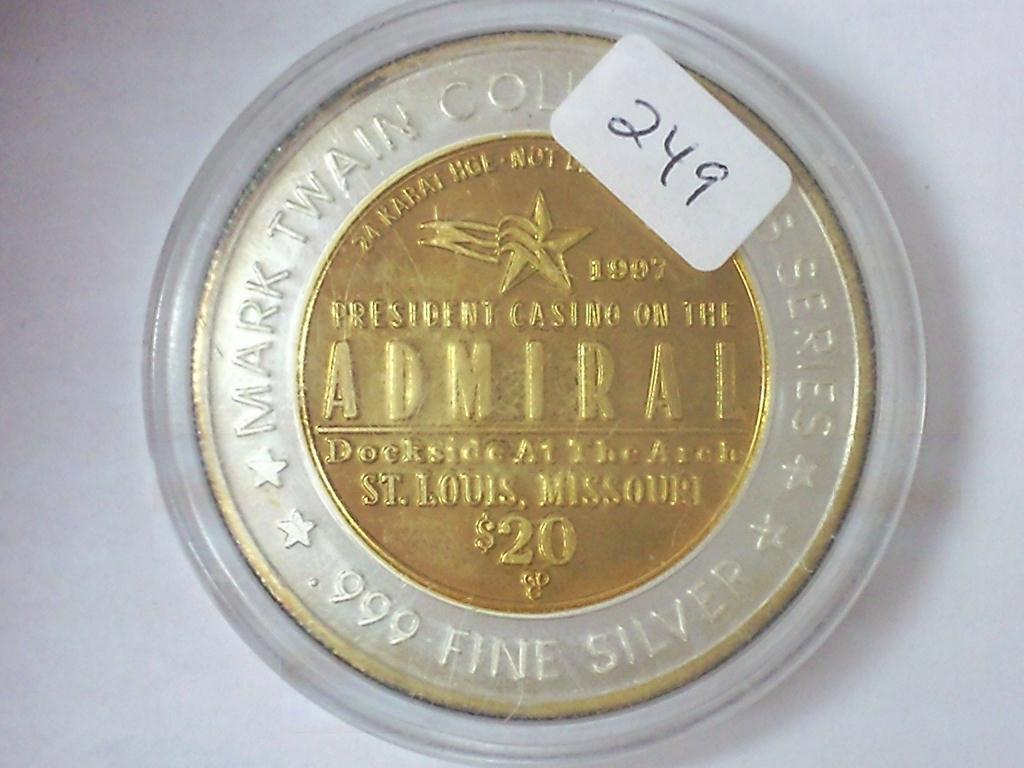 MARK TWAIN COL
SERIES
.999 FINE SILVER
24 KARAT HGE · NOT
1997
PRESIDENT CASINO ON THE
ADMIRAL
Dockside At The Arch
ST. LOUIS, MISSOURI
$20
249